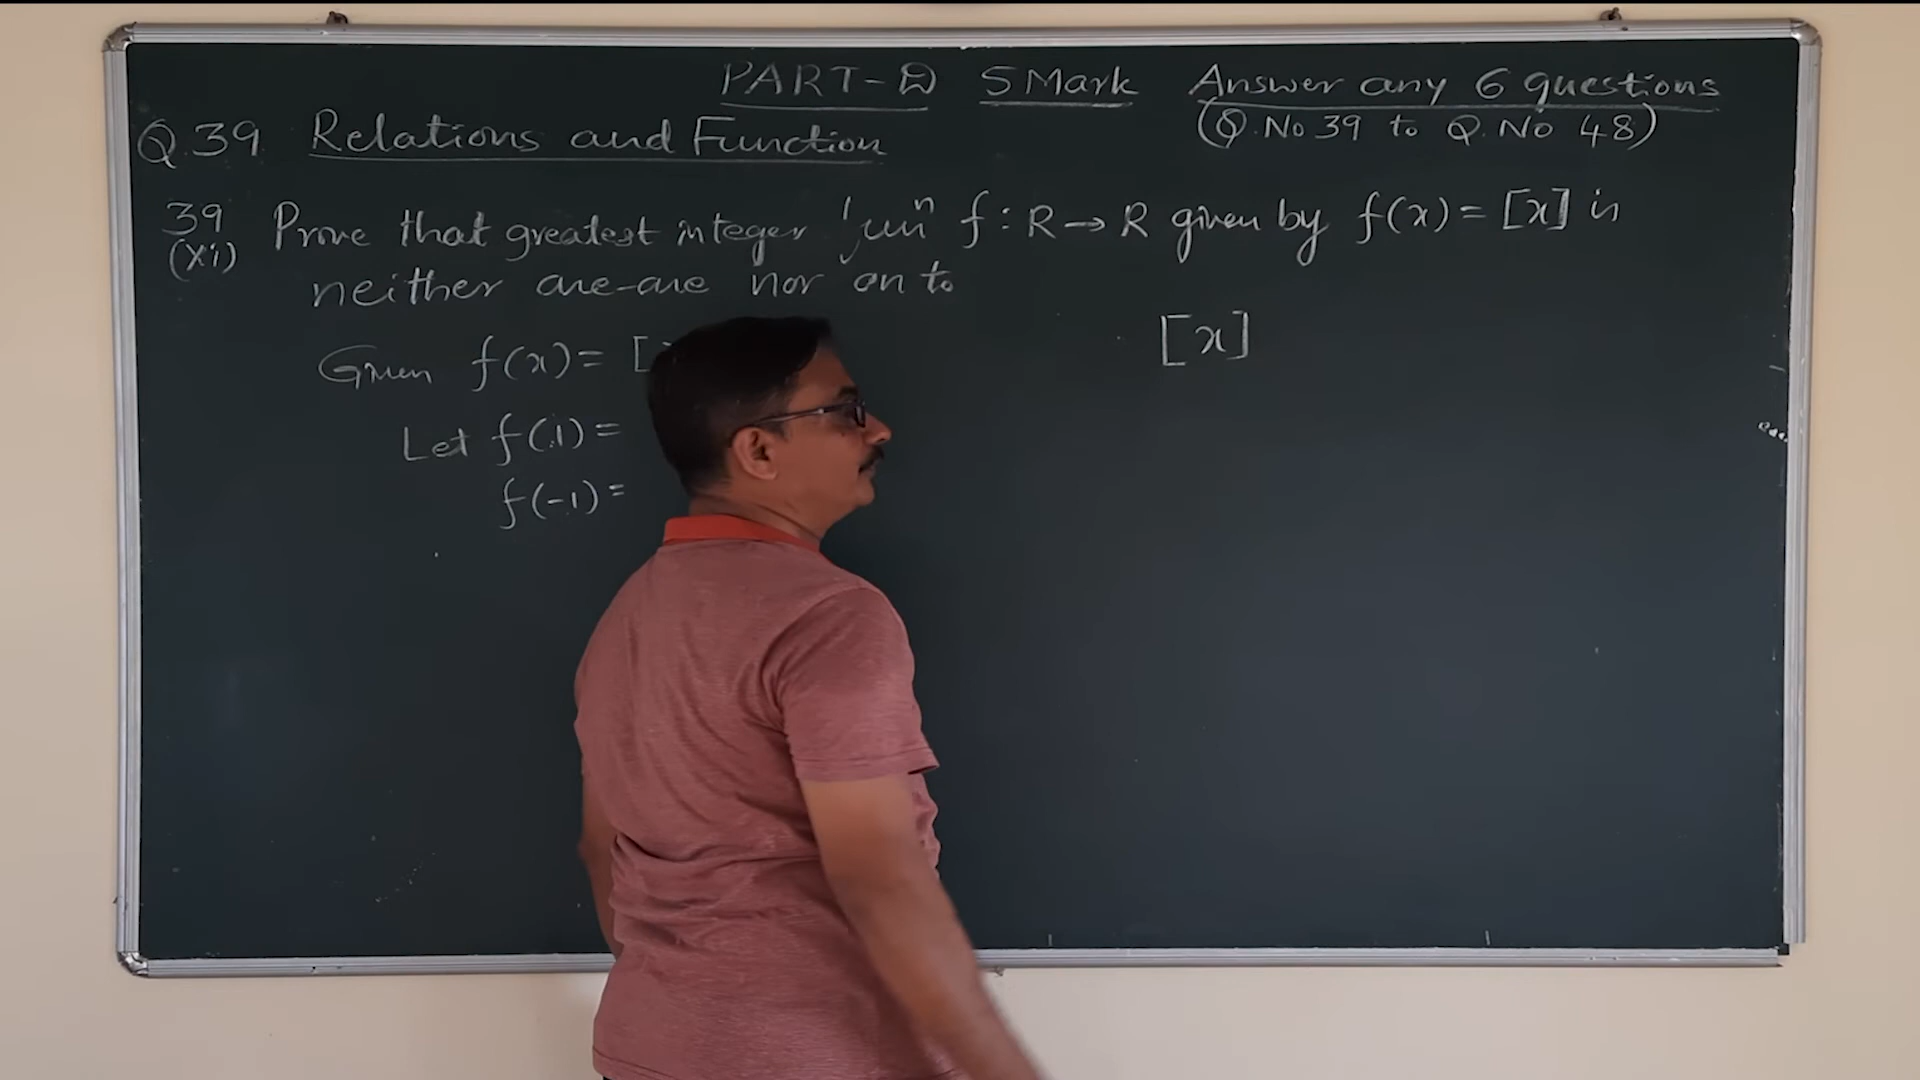 PART-D 5 Mark Answer any 6 questions
(Q.No 39 to Q.No 48)
Q.39 Relations and Function
39 Prove that greatest integer funⁿ f : R → R given by f(x) = [x] is
(xi) neither one-one nor onto
Given f(x) = [
[x]
Let f(1) =
f(-1) =